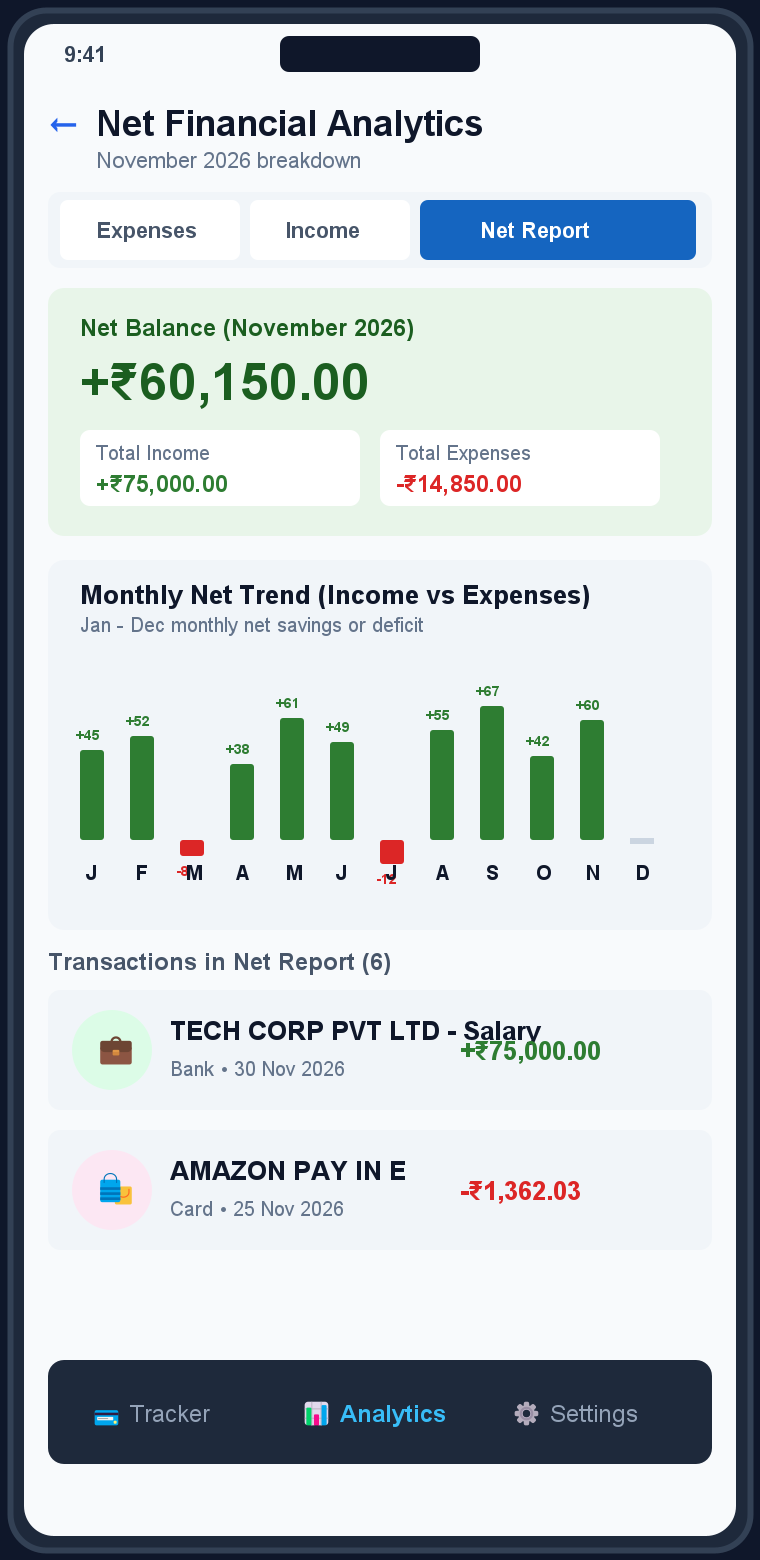 9:41
← Net Financial Analytics
November 2026 breakdown
Expenses Income Net Report
Net Balance (November 2026)
+₹60,150.00
Total Income Total Expenses
+₹75,000.00 -₹14,850.00
Monthly Net Trend (Income vs Expenses)
Jan - Dec monthly net savings or deficit
+45 +52 +38 +61 +49 +55 +67 +42 +60
-8 -12
J F M A M J J A S O N D
Transactions in Net Report (6)
TECH CORP PVT LTD - Salary
+₹75,000.00
Bank • 30 Nov 2026
AMAZON PAY IN E
-₹1,362.03
Card • 25 Nov 2026
Tracker Analytics Settings